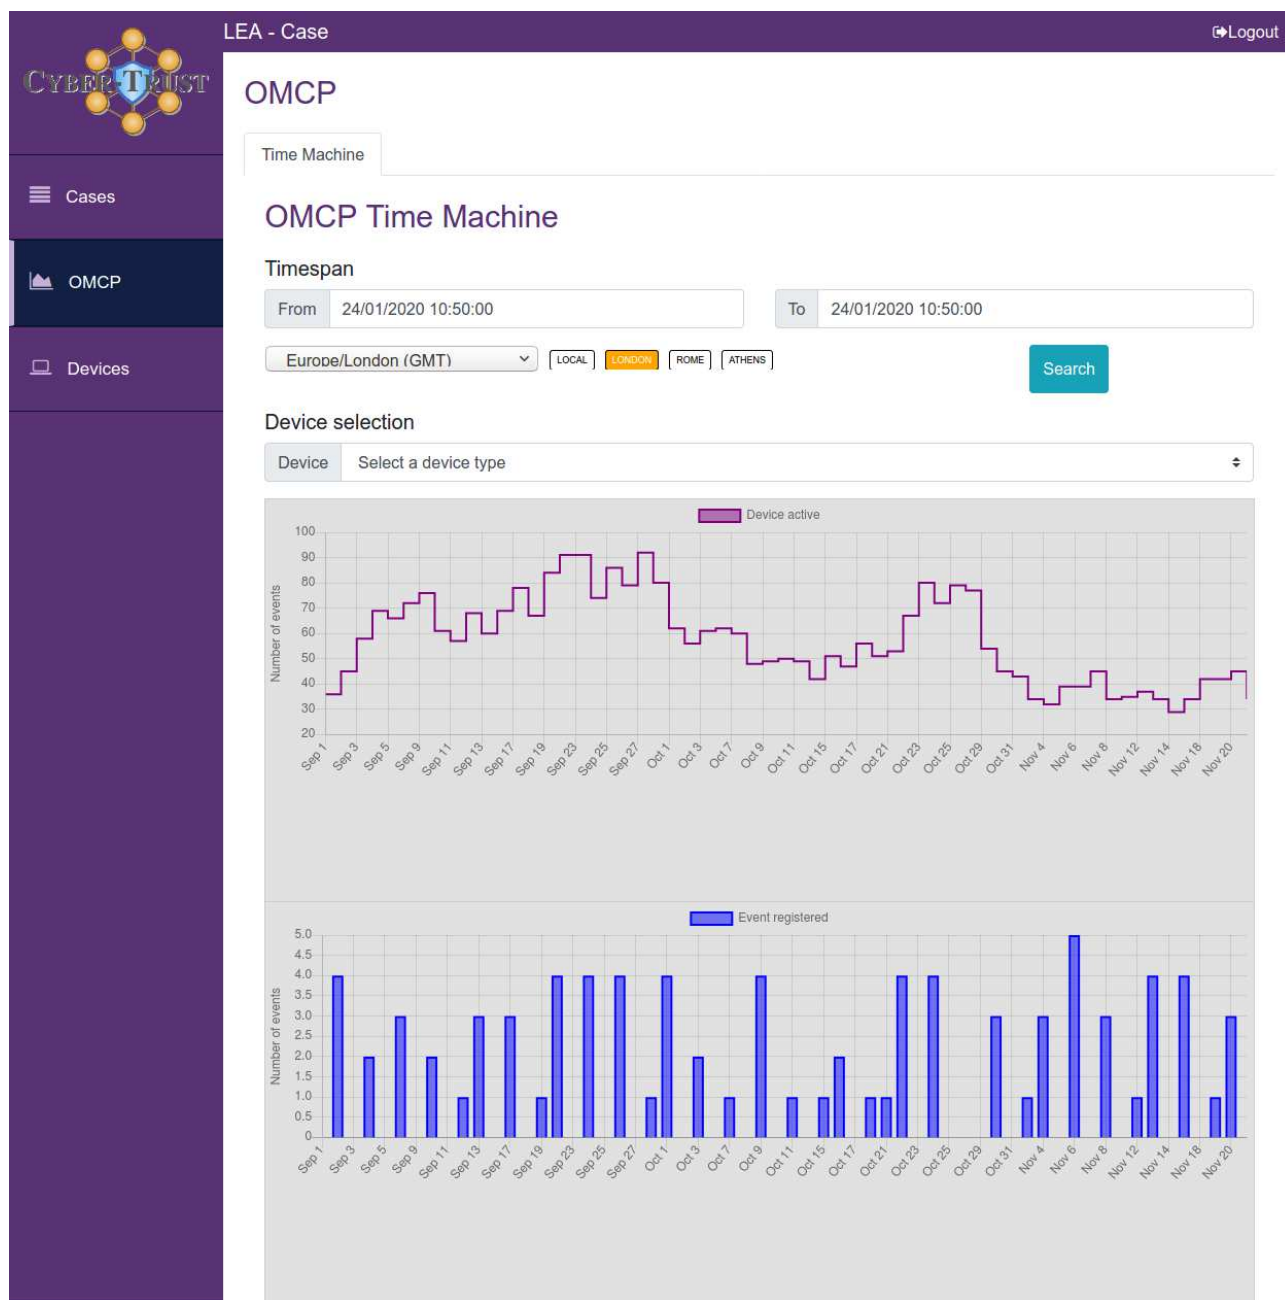 LEA - Case
Logout
CYBER-TRUST
OMCP
Time Machine
Cases
OMCP
Devices
OMCP Time Machine
Timespan
From 24/01/2020 10:50:00 To 24/01/2020 10:50:00
Europe/London (GMT) LOCAL LONDON ROME ATHENS Search
Device selection
Device Select a device type
Device active
Number of events
100
90
80
70
60
50
40
30
20
Sep 1 Sep 3 Sep 5 Sep 9 Sep 11 Sep 13 Sep 17 Sep 19 Sep 23 Sep 25 Sep 27 Oct 1 Oct 3 Oct 7 Oct 9 Oct 11 Oct 15 Oct 17 Oct 21 Oct 23 Oct 25 Oct 29 Oct 31 Nov 4 Nov 6 Nov 8 Nov 12 Nov 14 Nov 18 Nov 20
Event registered
Number of events
5.0
4.5
4.0
3.5
3.0
2.5
2.0
1.5
1.0
0.5
0
Sep 1 Sep 3 Sep 5 Sep 9 Sep 11 Sep 13 Sep 17 Sep 19 Sep 23 Sep 25 Sep 27 Oct 1 Oct 3 Oct 7 Oct 9 Oct 11 Oct 15 Oct 17 Oct 21 Oct 23 Oct 25 Oct 29 Oct 31 Nov 4 Nov 6 Nov 8 Nov 12 Nov 14 Nov 18 Nov 20